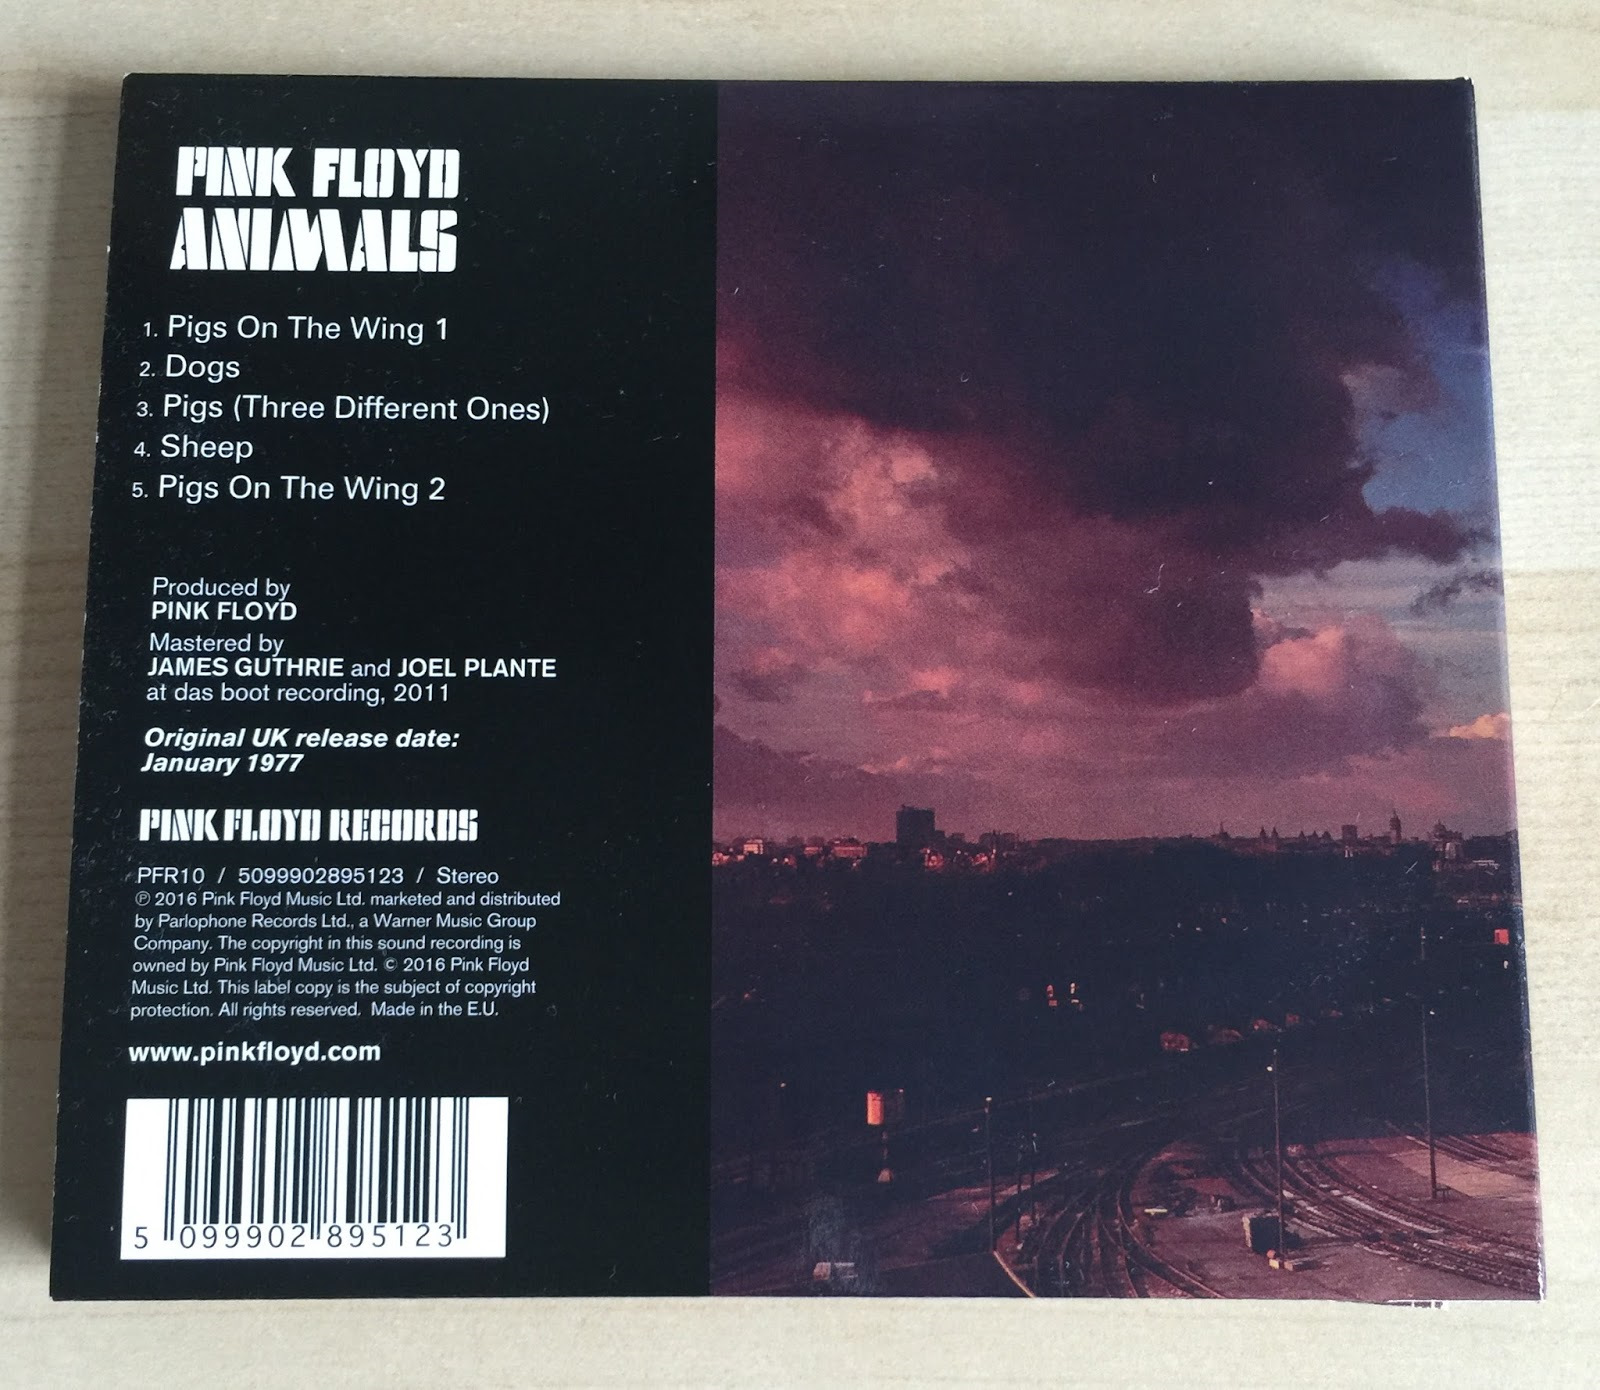 PINK FLOYD
ANIMALS
1. Pigs On The Wing 1
2. Dogs
3. Pigs (Three Different Ones)
4. Sheep
5. Pigs On The Wing 2
Produced by
PINK FLOYD
Mastered by
JAMES GUTHRIE and JOEL PLANTE
at das boot recording, 2011
Original UK release date:
January 1977
PINK FLOYD RECORDS
PFR10 / 5099902895123 / Stereo
℗ 2016 Pink Floyd Music Ltd. marketed and distributed
by Parlophone Records Ltd., a Warner Music Group
Company. The copyright in this sound recording is
owned by Pink Floyd Music Ltd. © 2016 Pink Floyd
Music Ltd. This label copy is the subject of copyright
protection. All rights reserved. Made in the E.U.
www.pinkfloyd.com
5 099902 895123